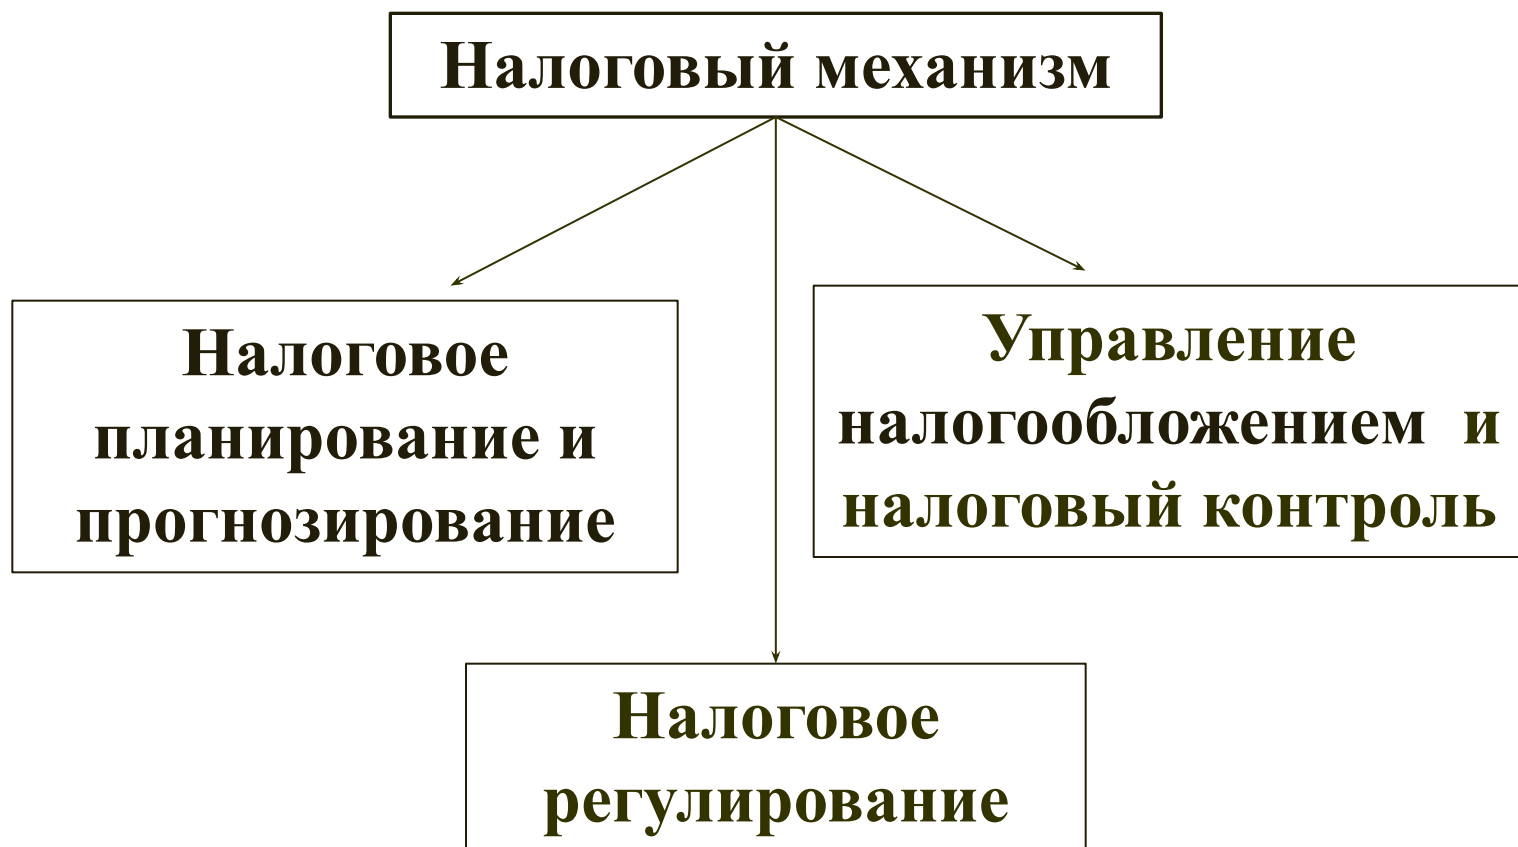 Налоговый механизм
Налоговое
планирование и
прогнозирование
Управление
налогообложением и
налоговый контроль
Налоговое
регулирование